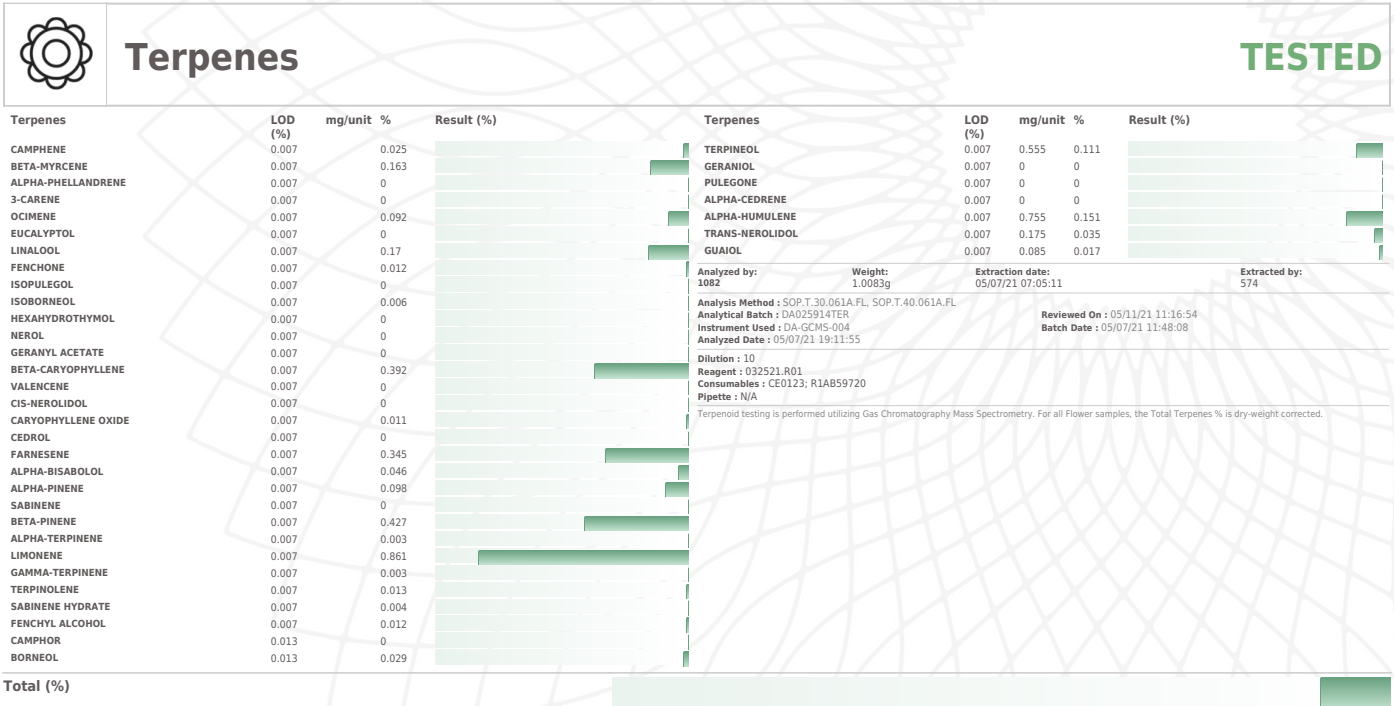 Terpenes
TESTED
Terpenes LOD (%) mg/unit % Result (%)
CAMPHENE 0.007 0.025
BETA-MYRCENE 0.007 0.163
ALPHA-PHELLANDRENE 0.007 0
3-CARENE 0.007 0
OCIMENE 0.007 0.092
EUCALYPTOL 0.007 0
LINALOOL 0.007 0.17
FENCHONE 0.007 0.012
ISOPULEGOL 0.007 0
ISOBORNEOL 0.007 0.006
HEXAHYDROTHYMOL 0.007 0
NEROL 0.007 0
GERANYL ACETATE 0.007 0
BETA-CARYOPHYLLENE 0.007 0.392
VALENCENE 0.007 0
CIS-NEROLIDOL 0.007 0
CARYOPHYLLENE OXIDE 0.007 0.011
CEDROL 0.007 0
FARNESENE 0.007 0.345
ALPHA-BISABOLOL 0.007 0.046
ALPHA-PINENE 0.007 0.098
SABINENE 0.007 0
BETA-PINENE 0.007 0.427
ALPHA-TERPINENE 0.007 0.003
LIMONENE 0.007 0.861
GAMMA-TERPINENE 0.007 0.003
TERPINOLENE 0.007 0.013
SABINENE HYDRATE 0.007 0.004
FENCHYL ALCOHOL 0.007 0.012
CAMPHOR 0.013 0
BORNEOL 0.013 0.029
Terpenes LOD (%) mg/unit % Result (%)
TERPINEOL 0.007 0.555 0.111
GERANIOL 0.007 0 0
PULEGONE 0.007 0 0
ALPHA-CEDRENE 0.007 0 0
ALPHA-HUMULENE 0.007 0.755 0.151
TRANS-NEROLIDOL 0.007 0.175 0.035
GUAIOL 0.007 0.085 0.017
Analyzed by: Weight: Extraction date: Extracted by:
1082 1.0083g 05/07/21 07:05:11 574
Analysis Method : SOP.T.30.061A.FL, SOP.T.40.061A.FL
Analytical Batch : DA025914TER Reviewed On : 05/11/21 11:16:54
Instrument Used : DA-GCMS-004 Batch Date : 05/07/21 11:48:08
Analyzed Date : 05/07/21 19:11:55
Dilution : 10
Reagent : 032521.R01
Consumables : CE0123; R1AB59720
Pipette : N/A
Terpenoid testing is performed utilizing Gas Chromatography Mass Spectrometry. For all Flower samples, the Total Terpenes % is dry-weight corrected.
Total (%)